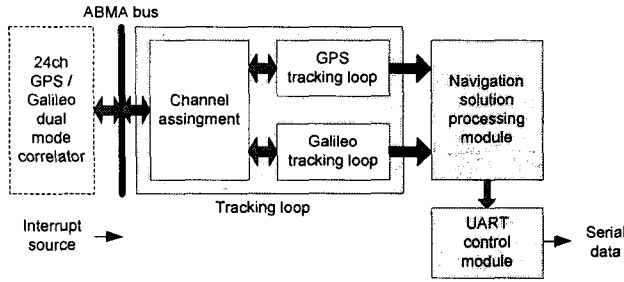 ABMA bus
24ch
GPS /
Galileo
dual
mode
correlator
Channel
assingment
GPS
tracking loop
Galileo
tracking loop
Navigation
solution
processing
module
Tracking loop
Interrupt
source
UART
control
module
Serial
data